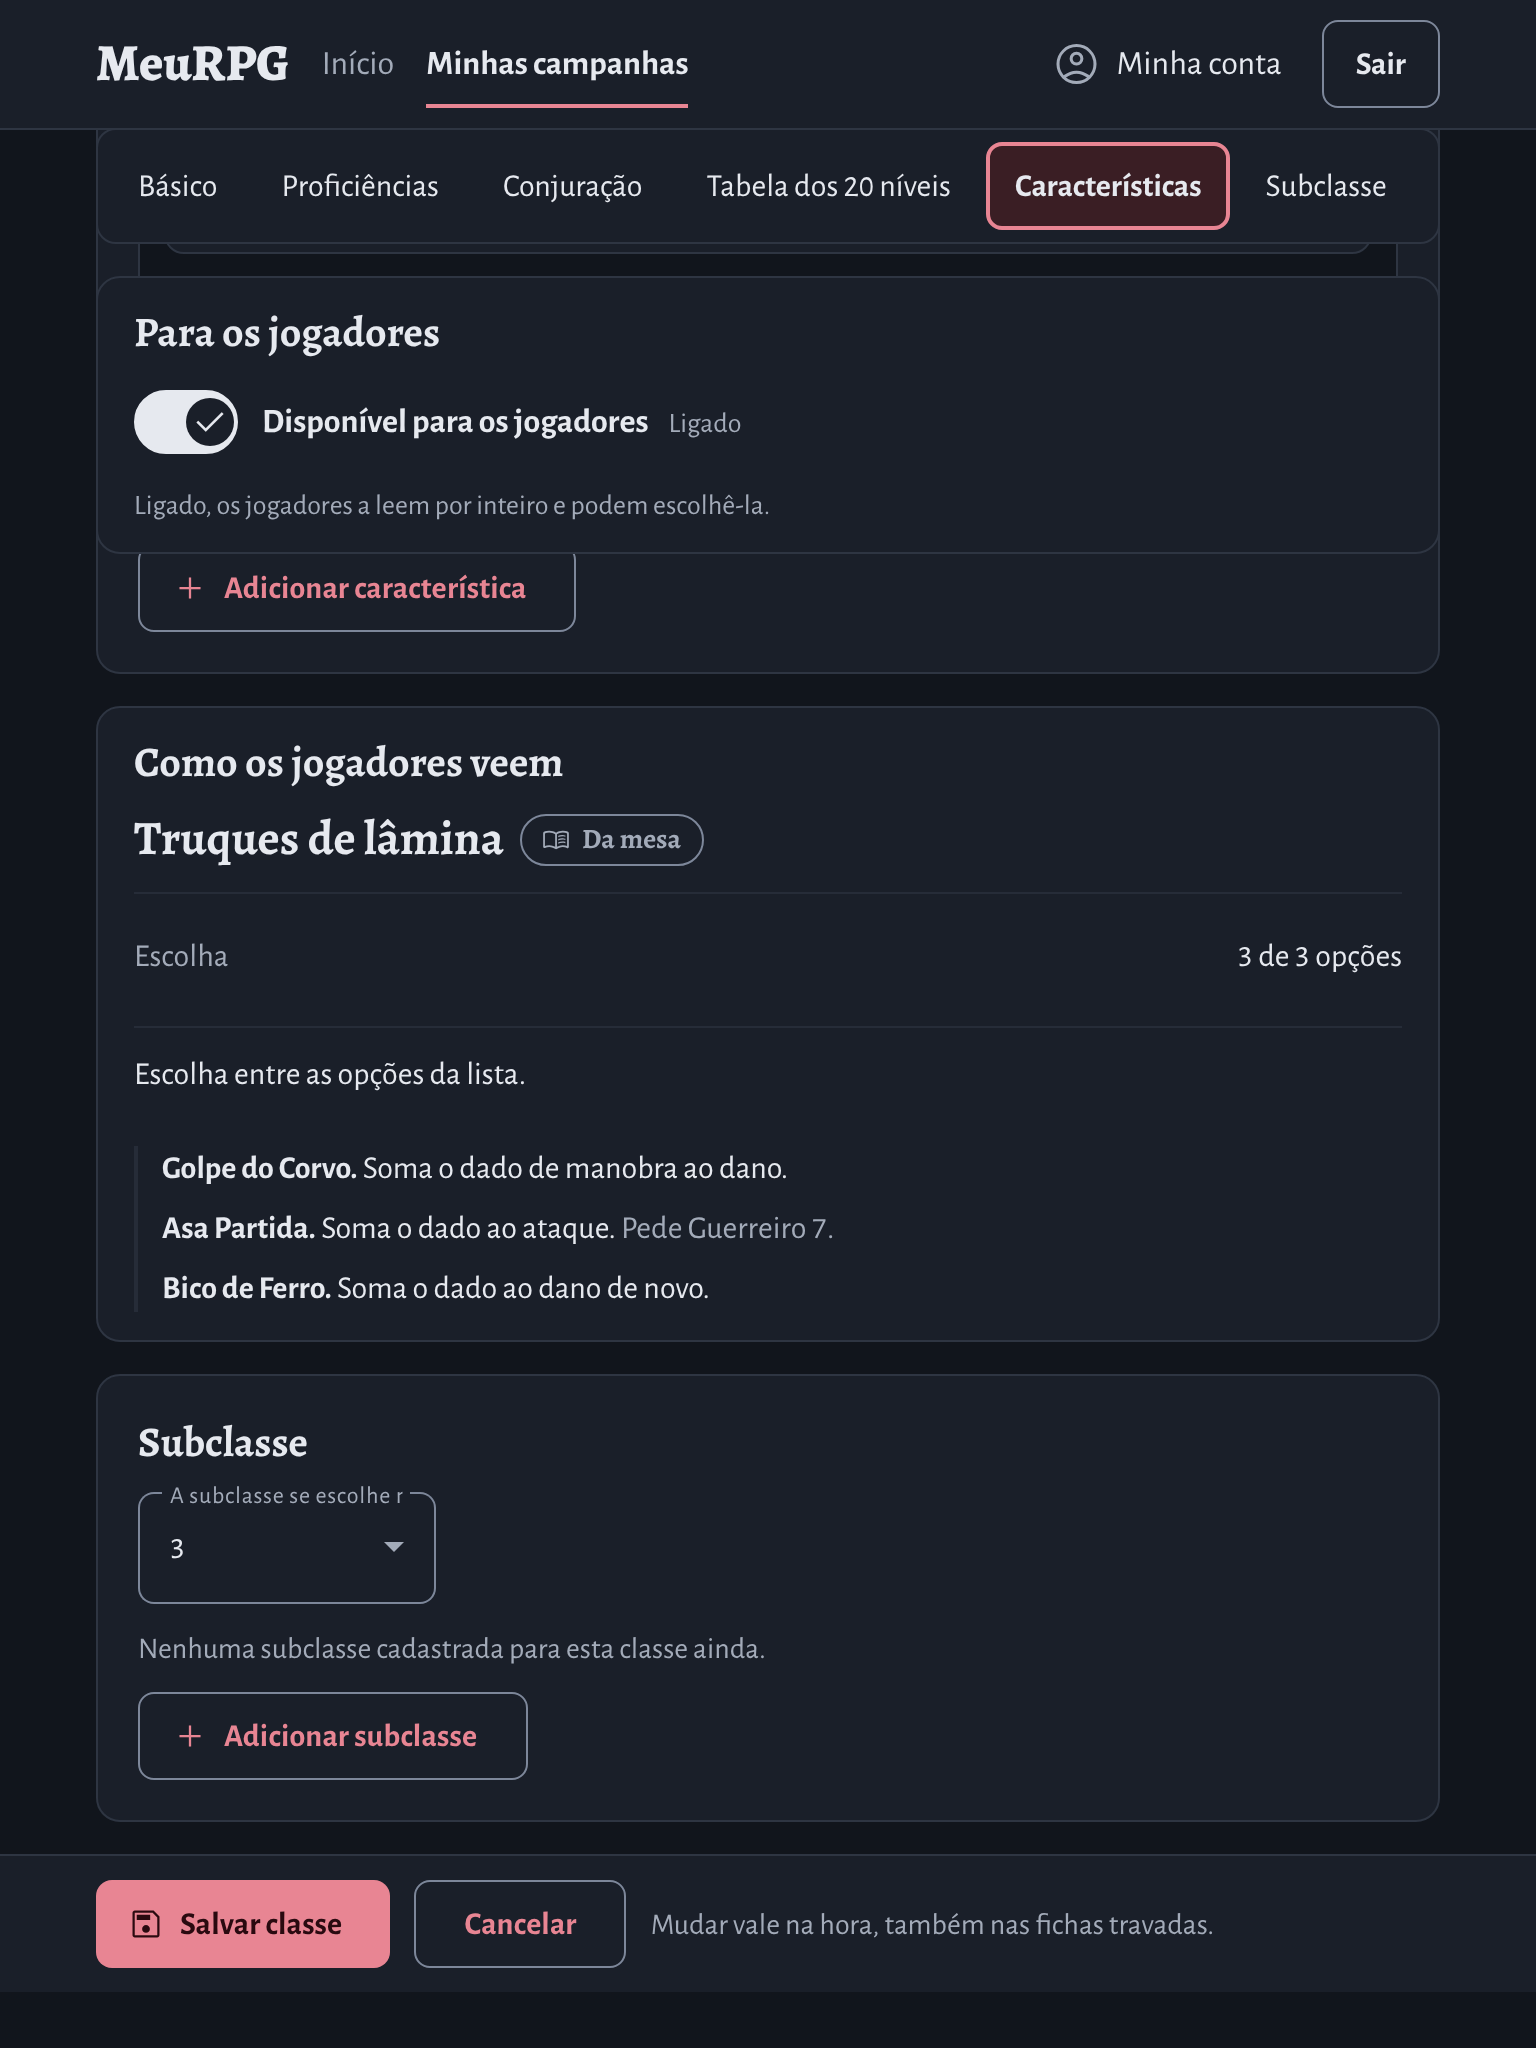 MeuRPG Início Minhas campanhas Minha conta Sair
Básico Proficiências Conjuração Tabela dos 20 níveis Características Subclasse
Para os jogadores
Disponível para os jogadores Ligado
Ligado, os jogadores a leem por inteiro e podem escolhê-la.
+ Adicionar característica
Como os jogadores veem
Truques de lâmina Da mesa
Escolha 3 de 3 opções
Escolha entre as opções da lista.
Golpe do Corvo. Soma o dado de manobra ao dano.
Asa Partida. Soma o dado ao ataque. Pede Guerreiro 7.
Bico de Ferro. Soma o dado ao dano de novo.
Subclasse
A subclasse se escolhe
3
Nenhuma subclasse cadastrada para esta classe ainda.
+ Adicionar subclasse
Salvar classe Cancelar Mudar vale na hora, também nas fichas travadas.